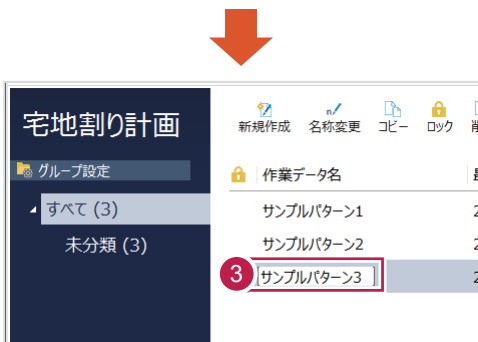 宅地割り計画
新規作成 名称変更 コピー ロック
グループ設定
作業データ名
すべて (3)
サンプルパターン1
未分類 (3)
サンプルパターン2
3 サンプルパターン3